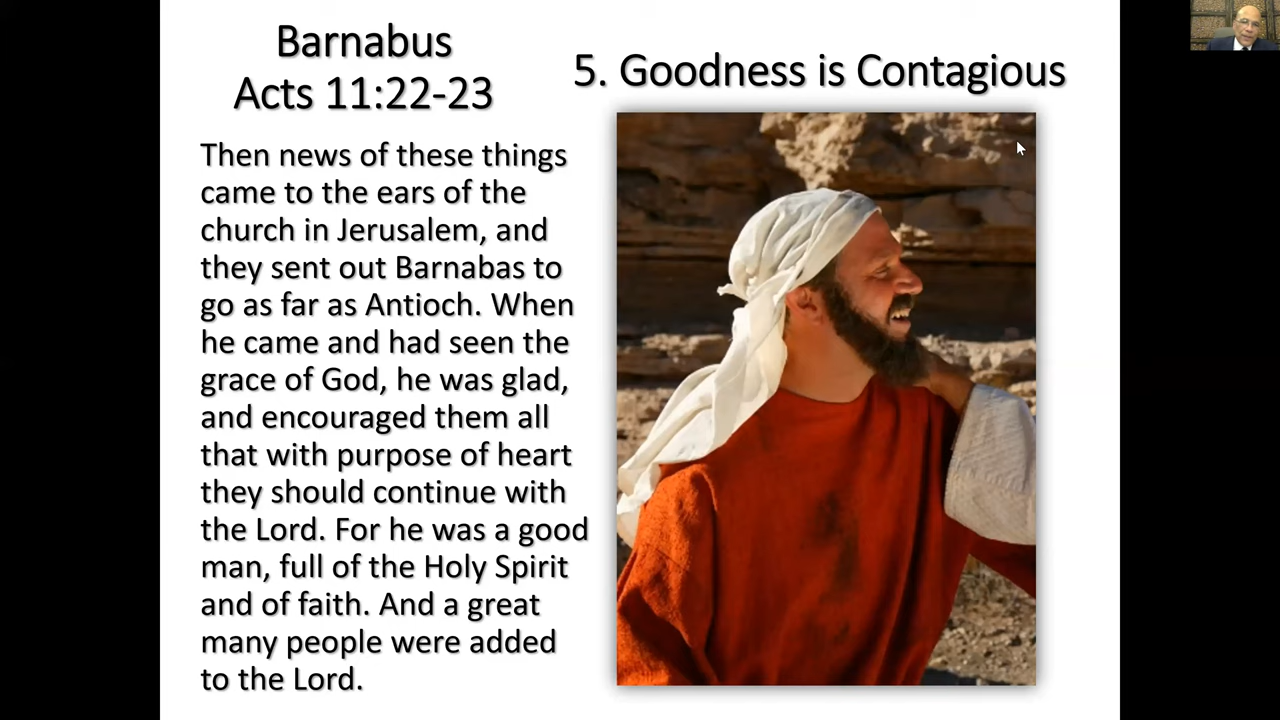 Barnabus
Acts 11:22-23
5. Goodness is Contagious
Then news of these things
came to the ears of the
church in Jerusalem, and
they sent out Barnabas to
go as far as Antioch. When
he came and had seen the
grace of God, he was glad,
and encouraged them all
that with purpose of heart
they should continue with
the Lord. For he was a good
man, full of the Holy Spirit
and of faith. And a great
many people were added
to the Lord.